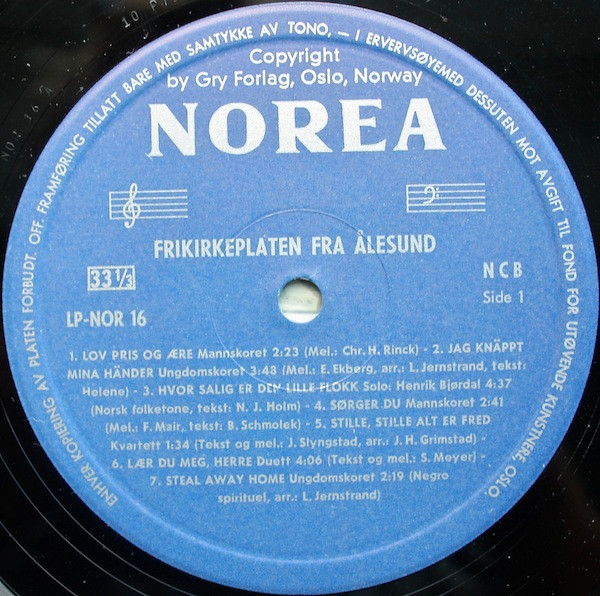 ENHVER KOPIERING AV PLATEN FORBUDT. OFF. FRAMFØRING TILLATT BARE MED SAMTYKKE AV TONO, — I ERVERVSØYEMED DESSUTEN MOT AVGIFT TIL FOND FOR UTØVENDE KUNSTNERE, OSLO.
Copyright
by Gry Forlag, Oslo, Norway
NOREA
FRIKIRKEPLATEN FRA ÅLESUND
33 1/3
N C B
Side 1
LP-NOR 16
1. LOV PRIS OG ÆRE Mannskoret 2:23 (Mel.: Chr. H. Rinck) - 2. JAG KNÄPPT
MINA HÄNDER Ungdomskoret 3:48 (Mel.: E. Ekberg, arr.: L. Jernstrand, tekst:
Helene) - 3. HVOR SALIG ER DEN LILLE FLOKK Solo: Henrik Bjørdal 4:37
(Norsk folketone, tekst: N. J. Holm) - 4. SØRGER DU Mannskoret 2:41
(Mel.: F. Mair, tekst: B. Schmolek) - 5. STILLE, STILLE ALT ER FRED
Kvartett 1:34 (Tekst og mel.: J. Slyngstad, arr.: J. H. Grimstad) -
6. LÆR DU MEG, HERRE Duett 4:06 (Tekst og mel.: S. Meyer) -
7. STEAL AWAY HOME Ungdomskoret 2:19 (Negro
spirituel, arr.: L. Jernstrand)